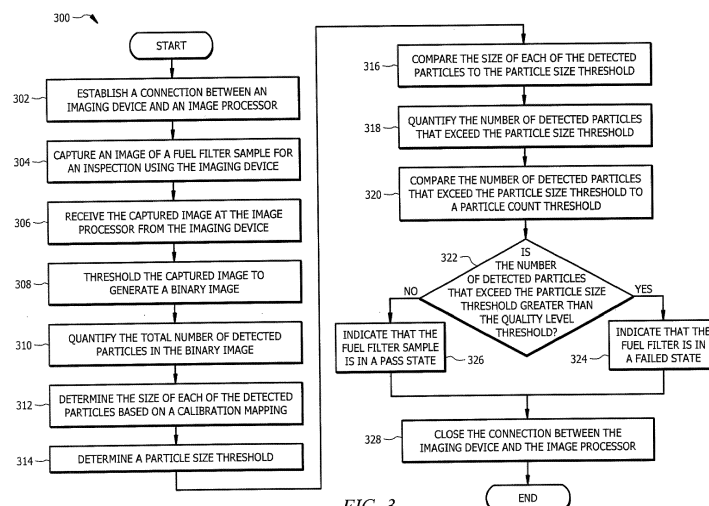 300
START
302
ESTABLISH A CONNECTION BETWEEN AN
IMAGING DEVICE AND AN IMAGE PROCESSOR
304
CAPTURE AN IMAGE OF A FUEL FILTER SAMPLE FOR
AN INSPECTION USING THE IMAGING DEVICE
306
RECEIVE THE CAPTURED IMAGE AT THE IMAGE
PROCESSOR FROM THE IMAGING DEVICE
308
THRESHOLD THE CAPTURED IMAGE TO
GENERATE A BINARY IMAGE
310
QUANTIFY THE TOTAL NUMBER OF DETECTED
PARTICLES IN THE BINARY IMAGE
312
DETERMINE THE SIZE OF EACH OF THE DETECTED
PARTICLES BASED ON A CALIBRATION MAPPING
314
DETERMINE A PARTICLE SIZE THRESHOLD
316
COMPARE THE SIZE OF EACH OF THE DETECTED
PARTICLES TO THE PARTICLE SIZE THRESHOLD
318
QUANTIFY THE NUMBER OF DETECTED PARTICLES
THAT EXCEED THE PARTICLE SIZE THRESHOLD
320
COMPARE THE NUMBER OF DETECTED PARTICLES
THAT EXCEED THE PARTICLE SIZE THRESHOLD TO
A PARTICLE COUNT THRESHOLD
322
IS
THE NUMBER
OF DETECTED PARTICLES
THAT EXCEED THE PARTICLE SIZE
THRESHOLD GREATER THAN
THE QUALITY LEVEL
THRESHOLD?
NO
YES
INDICATE THAT THE
FUEL FILTER SAMPLE
IS IN A PASS STATE
326
324
INDICATE THAT THE
FUEL FILTER IS IN
A FAILED STATE
328
CLOSE THE CONNECTION BETWEEN THE
IMAGING DEVICE AND THE IMAGE PROCESSOR
END
FIG. 3